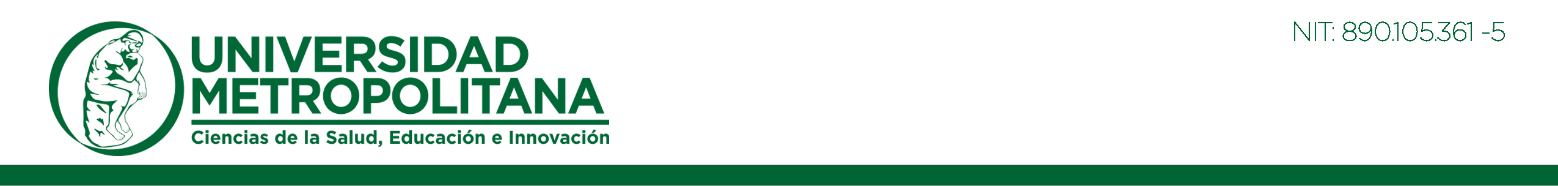 NIT: 890.105.361 -5
UNIVERSIDAD
METROPOLITANA
Ciencias de la Salud, Educación e Innovación